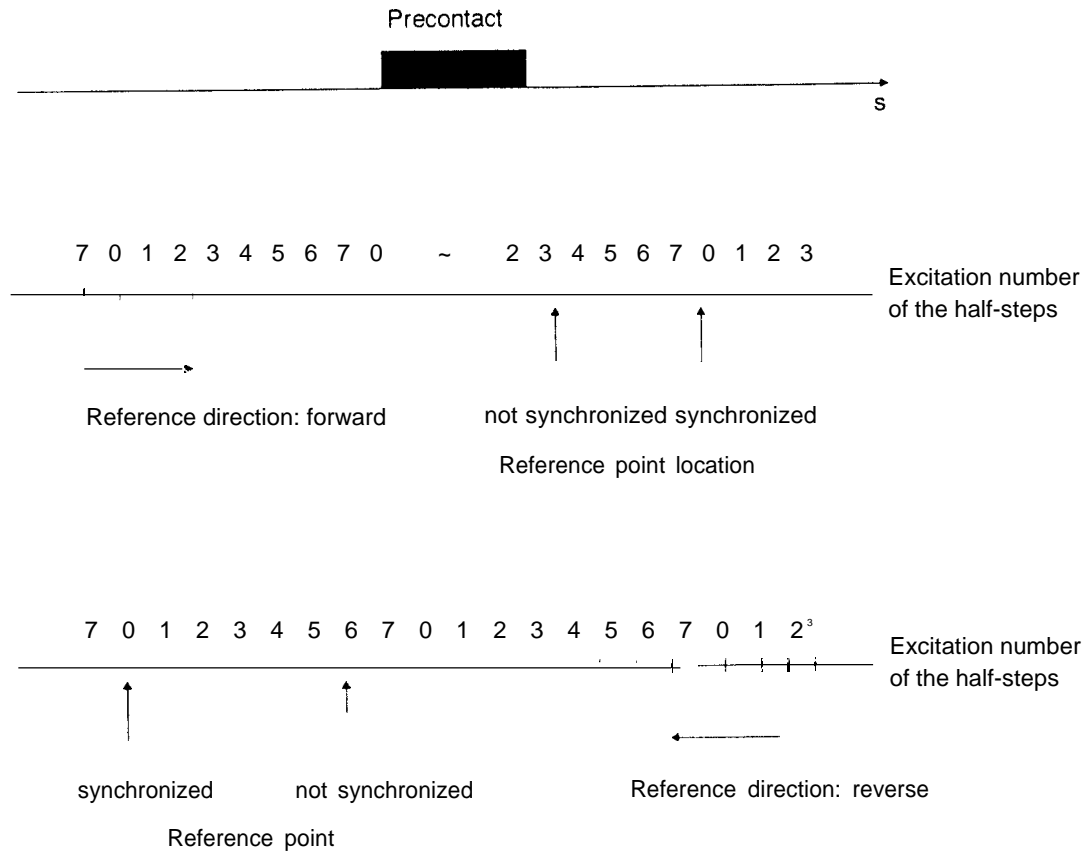 Precontact
s
7 0 1 2 3 4 5 6 7 0 ~ 2 3 4 5 6 7 0 1 2 3
Excitation number
of the half-steps
Reference direction: forward
not synchronized synchronized
Reference point location
7 0 1 2 3 4 5 6 7 0 1 2 3 4 5 6 7 0 1 2 3
Excitation number
of the half-steps
synchronized not synchronized
Reference direction: reverse
Reference point